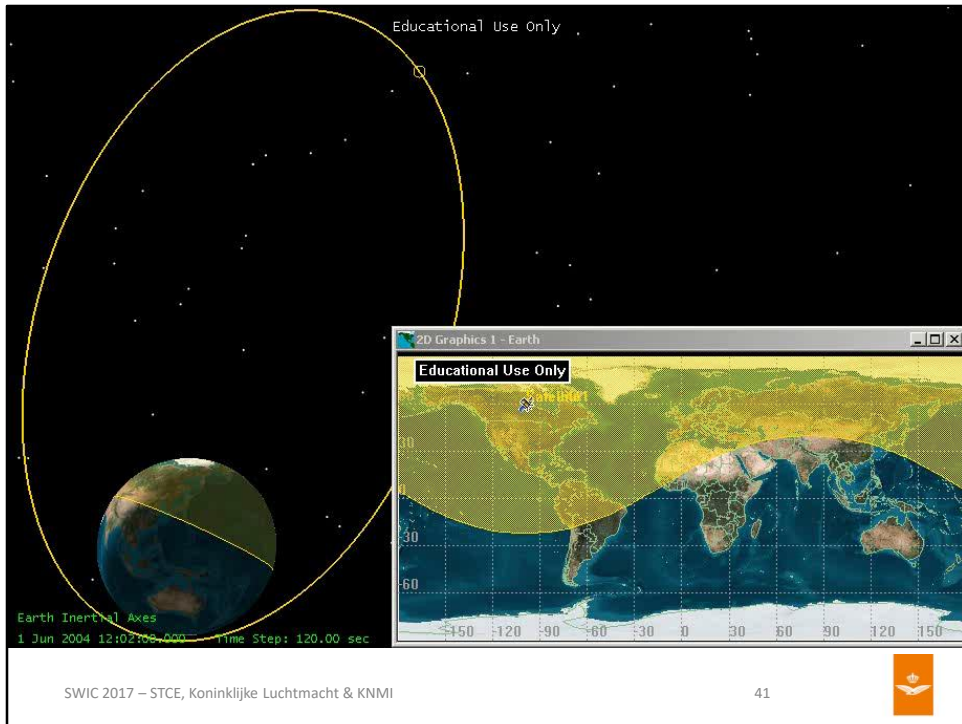 Educational Use Only
2D Graphics 1 - Earth
Educational Use Only
30
0
-30
-60
-150 -120 -90 -60 -30 0 30 60 90 120 150
Earth Inertial Axes
1 Jun 2004 12:02:00.000 Time Step: 120.00 sec
SWIC 2017 – STCE, Koninklijke Luchtmacht & KNMI 41